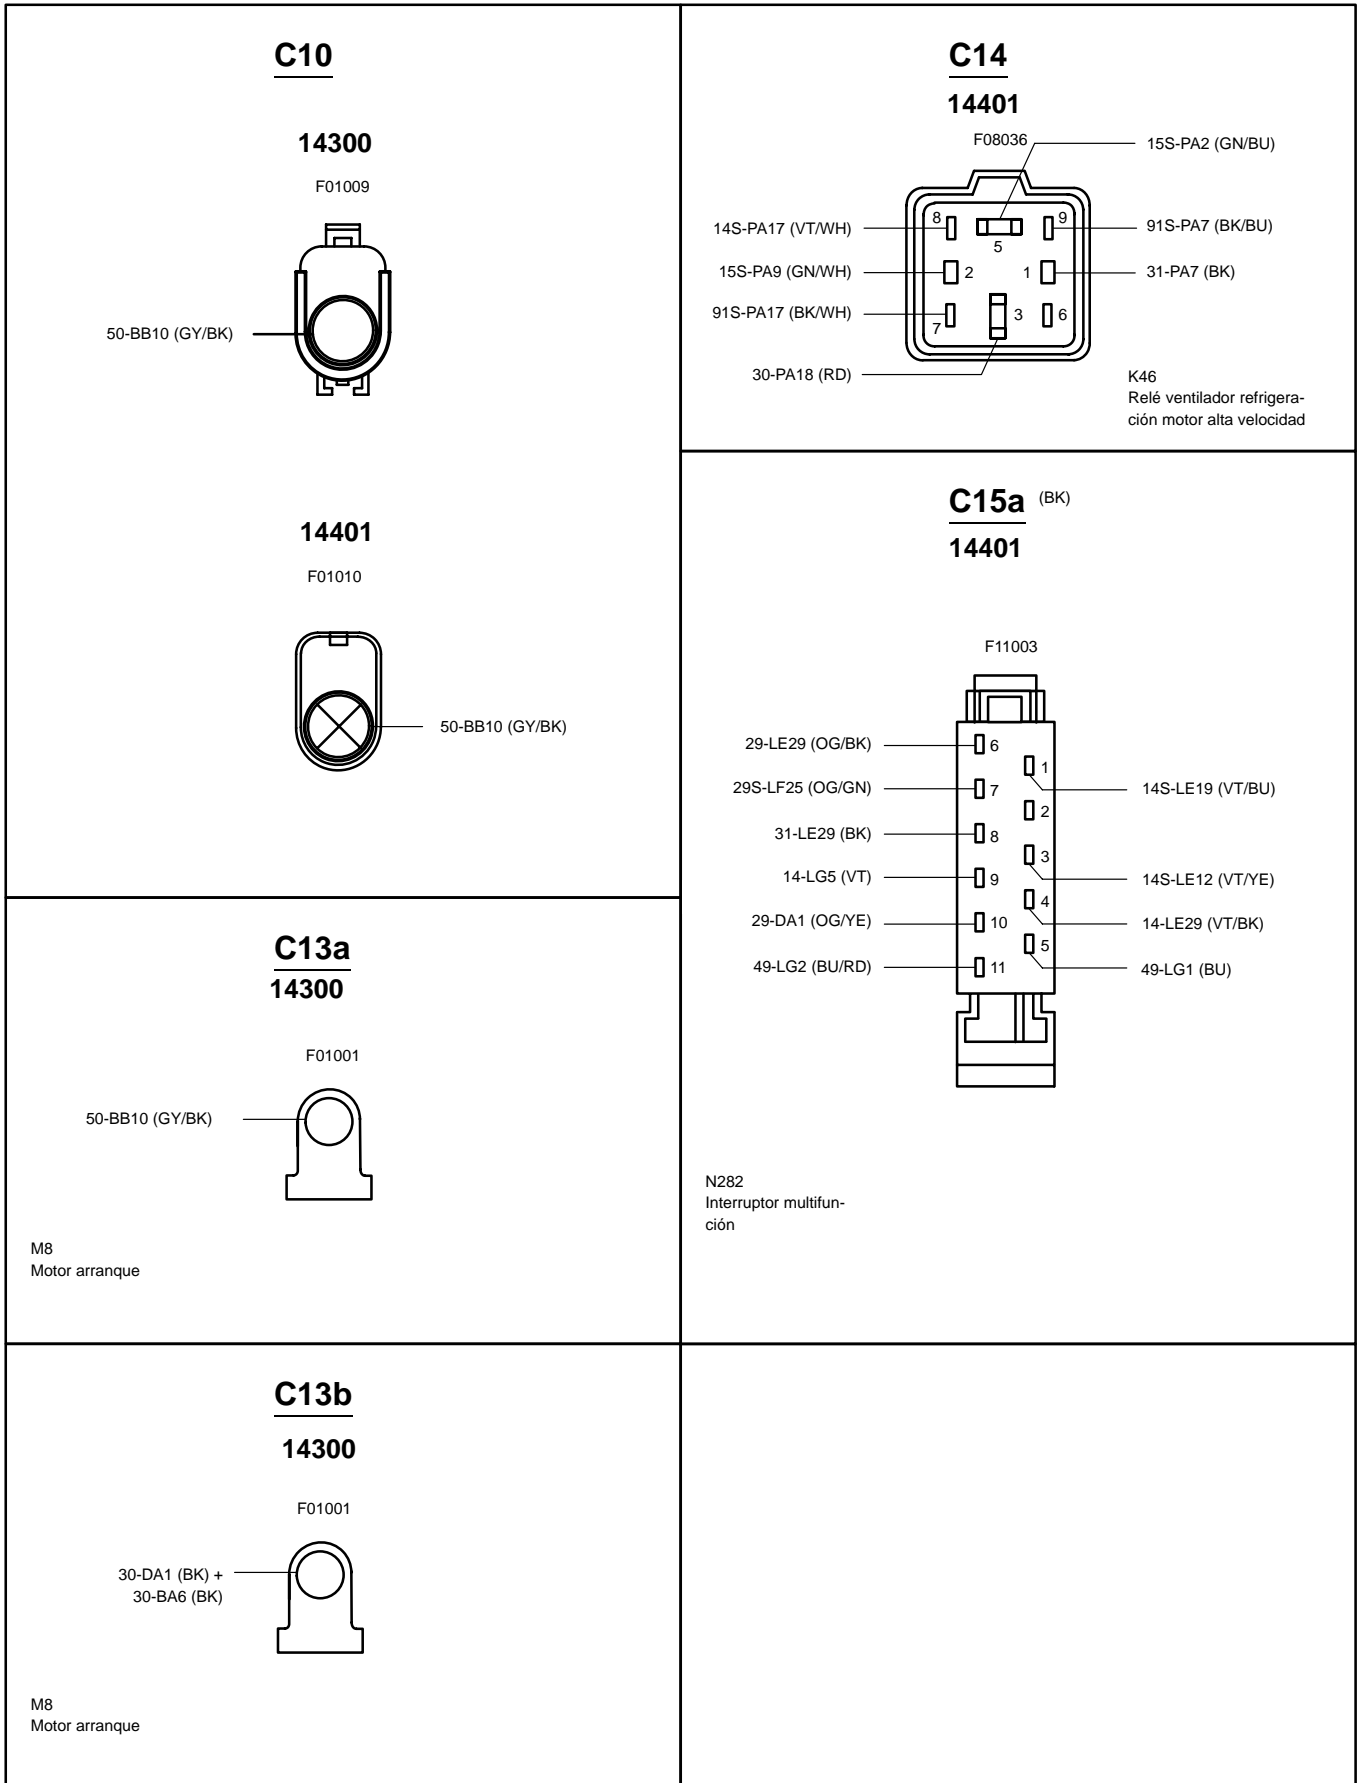 C10
14300
F01009
50-BB10 (GY/BK)
14401
F01010
50-BB10 (GY/BK)
C13a
14300
F01001
50-BB10 (GY/BK)
M8
Motor arranque
C13b
14300
F01001
30-DA1 (BK) +
30-BA6 (BK)
M8
Motor arranque
C14
14401
F08036
15S-PA2 (GN/BU)
14S-PA17 (VT/WH)
8
5
9
91S-PA7 (BK/BU)
15S-PA9 (GN/WH)
2
1
31-PA7 (BK)
91S-PA17 (BK/WH)
7
3
6
30-PA18 (RD)
K46
Relé ventilador refrigera-
ción motor alta velocidad
C15a (BK)
14401
F11003
29-LE29 (OG/BK)
6
1
14S-LE19 (VT/BU)
29S-LF25 (OG/GN)
7
2
31-LE29 (BK)
8
3
14S-LE12 (VT/YE)
14-LG5 (VT)
9
4
14-LE29 (VT/BK)
29-DA1 (OG/YE)
10
5
49-LG1 (BU)
49-LG2 (BU/RD)
11
N282
Interruptor multifun-
ción